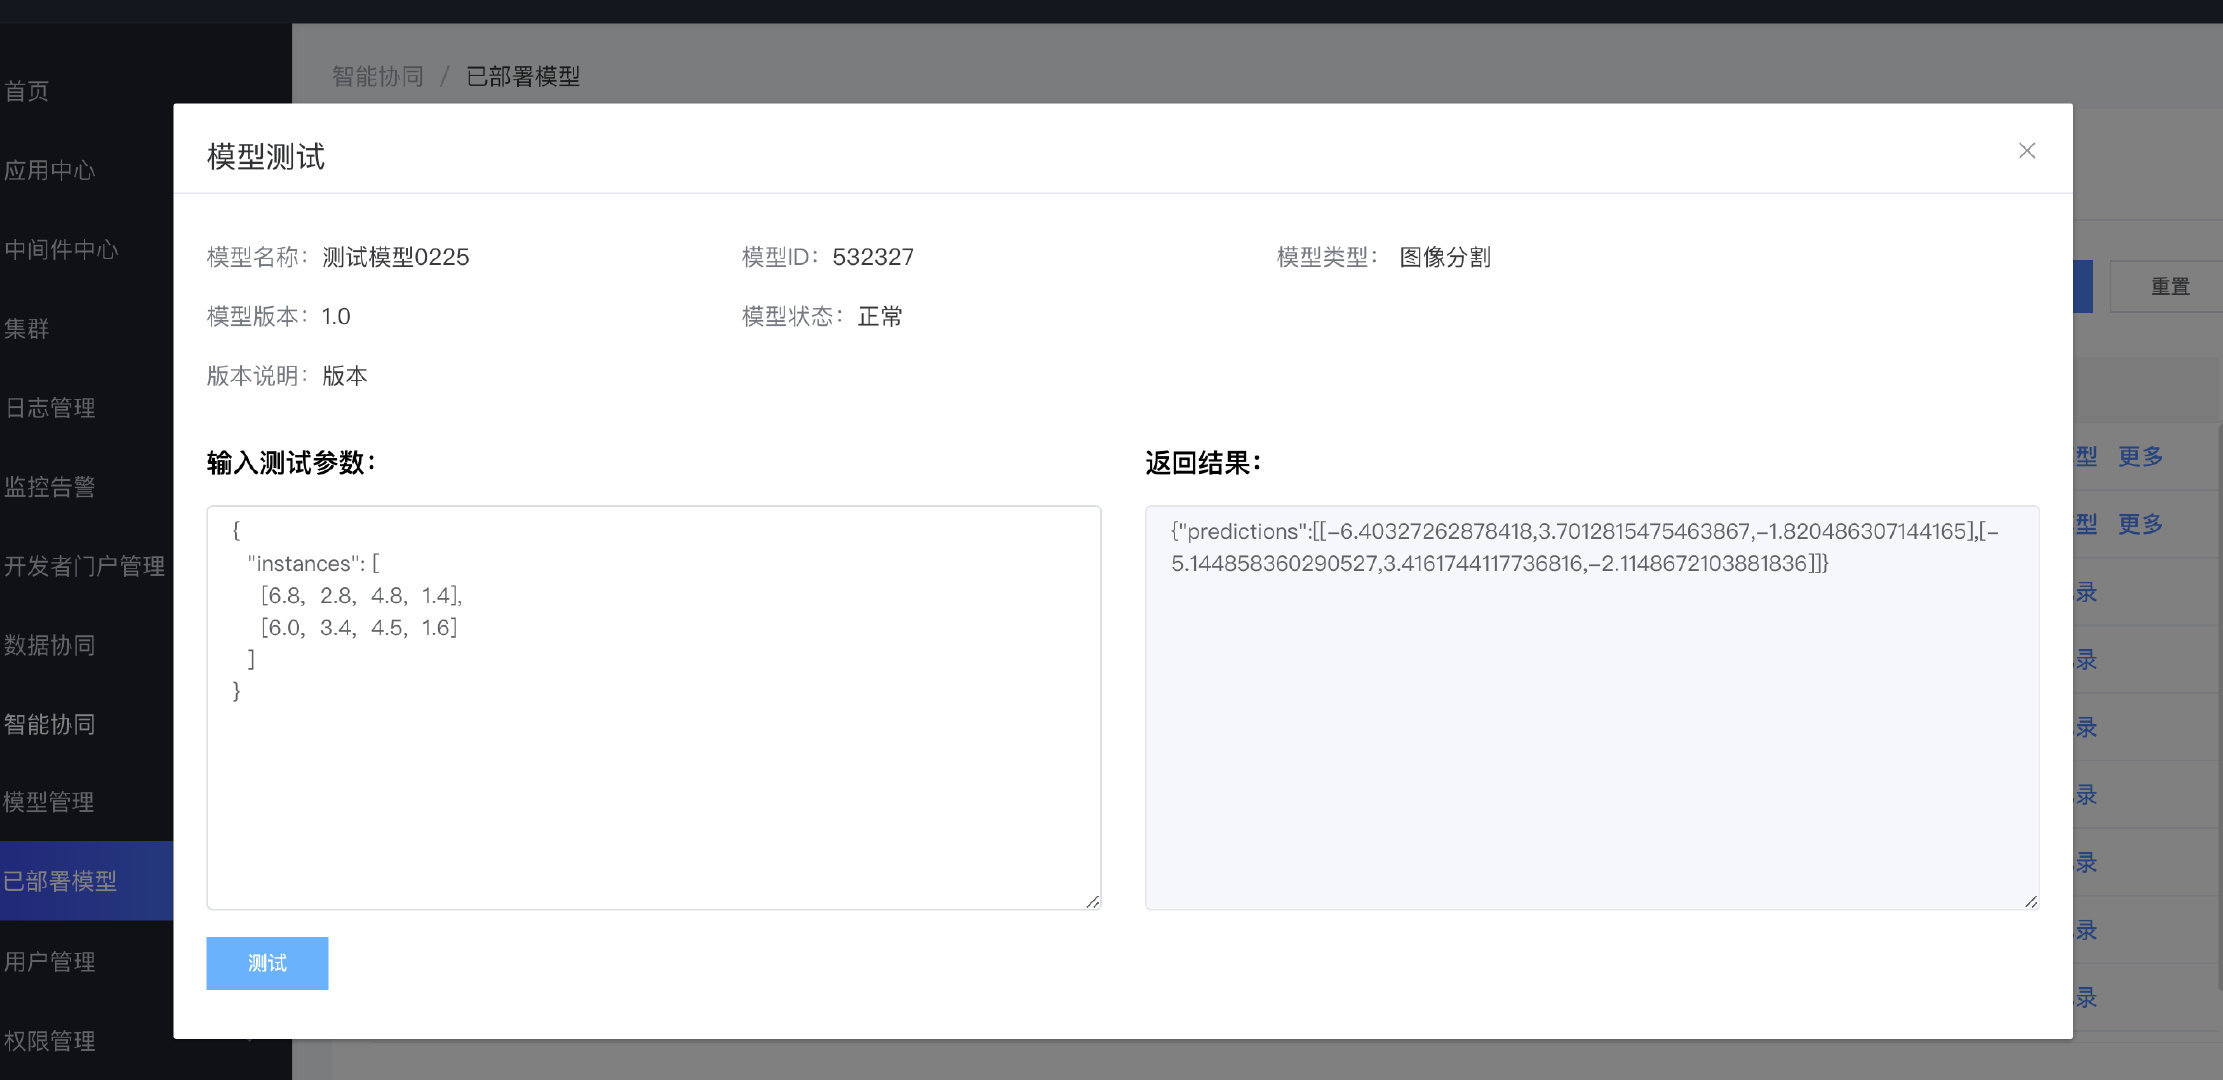 智能协同 / 已部署模型
首页
应用中心
中间件中心
集群
日志管理
监控告警
开发者门户管理
数据协同
智能协同
模型管理
已部署模型
用户管理
权限管理
模型测试
模型名称： 测试模型0225 模型ID： 532327 模型类型： 图像分割
模型版本： 1.0 模型状态： 正常
版本说明： 版本
输入测试参数：
{
"instances": [
[6.8, 2.8, 4.8, 1.4],
[6.0, 3.4, 4.5, 1.6]
]
}
测试
返回结果：
{"predictions":[[-6.40327262878418,3.7012815475463867,-1.820486307144165],[-
5.144858360290527,3.4161744117736816,-2.1148672103881836]]}
重置
型 更多
型 更多
录
录
录
录
录
录
录